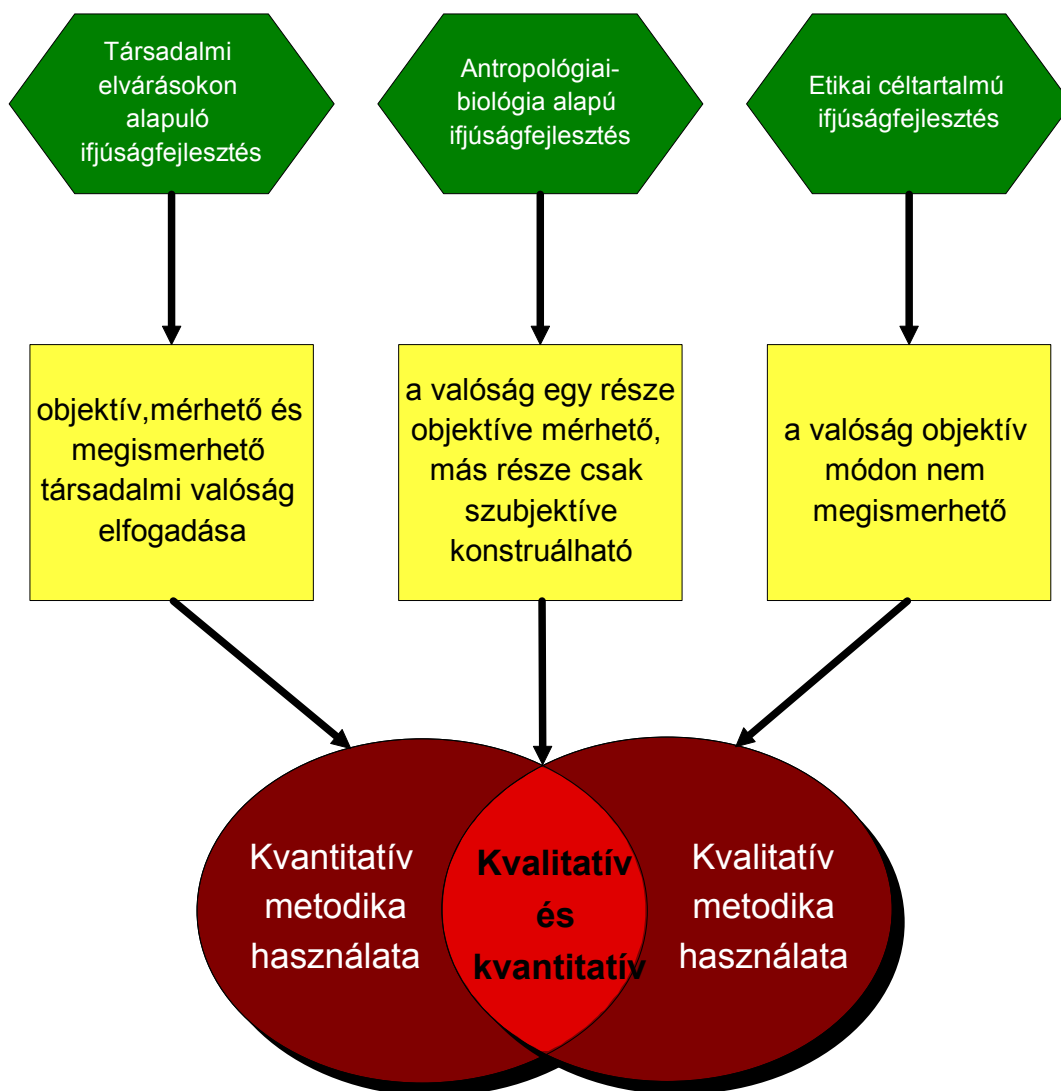 Társadalmi
elvárásokon
alapuló
ifjúságfejlesztés
Antropológiai-
biológia alapú
ifjúságfejlesztés
Etikai céltartalmú
ifjúságfejlesztés
objektív,mérhető és
megismerhető
társadalmi valóság
elfogadása
a valóság egy része
objektíve mérhető,
más része csak
szubjektíve
konstruálható
a valóság objektív
módon nem
megismerhető
Kvantitatív
metodika
használata
Kvalitatív
és
kvantitatív
Kvalitatív
metodika
használata